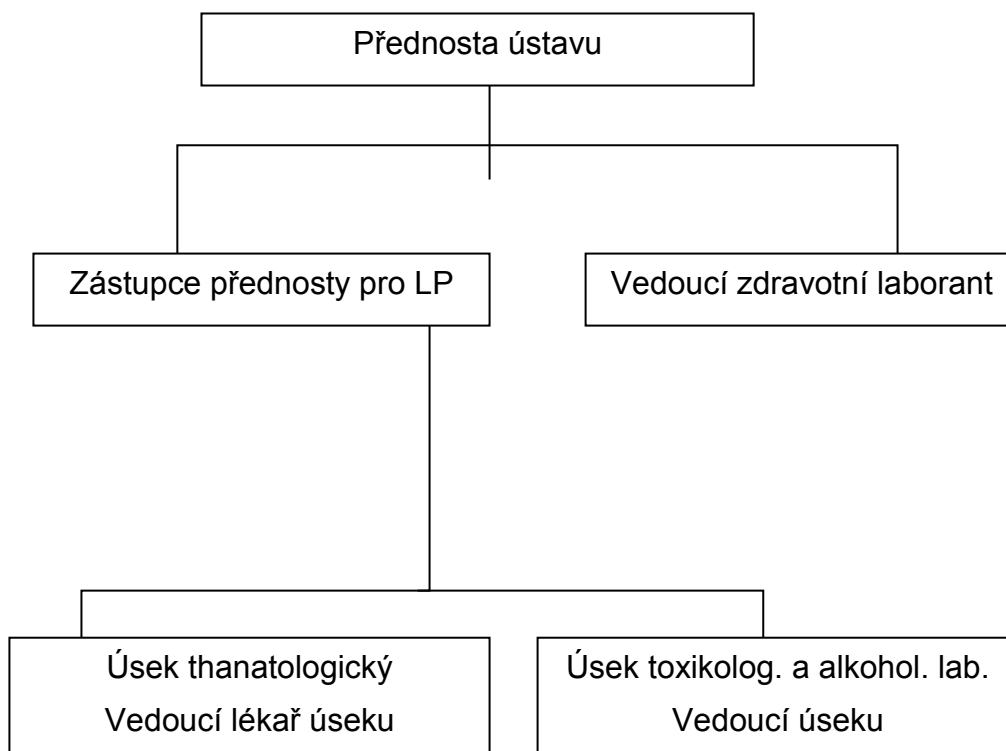 Přednosta ústavu
Zástupce přednosty pro LP
Vedoucí zdravotní laborant
Úsek thanatologický
Vedoucí lékař úseku
Úsek toxikolog. a alkohol. lab.
Vedoucí úseku